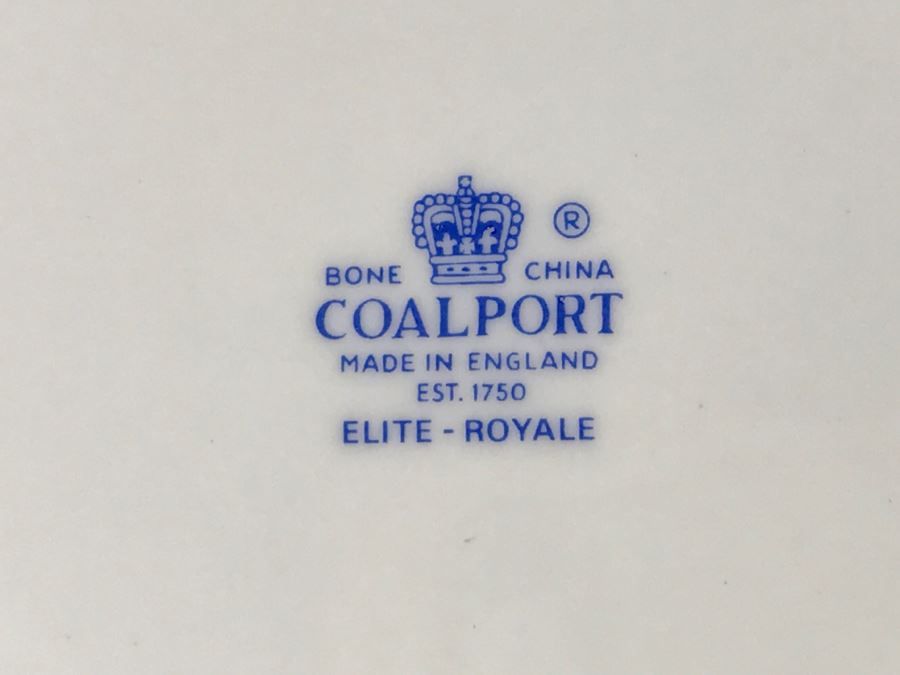 ®
BONE CHINA
COALPORT
MADE IN ENGLAND
EST. 1750
ELITE - ROYALE